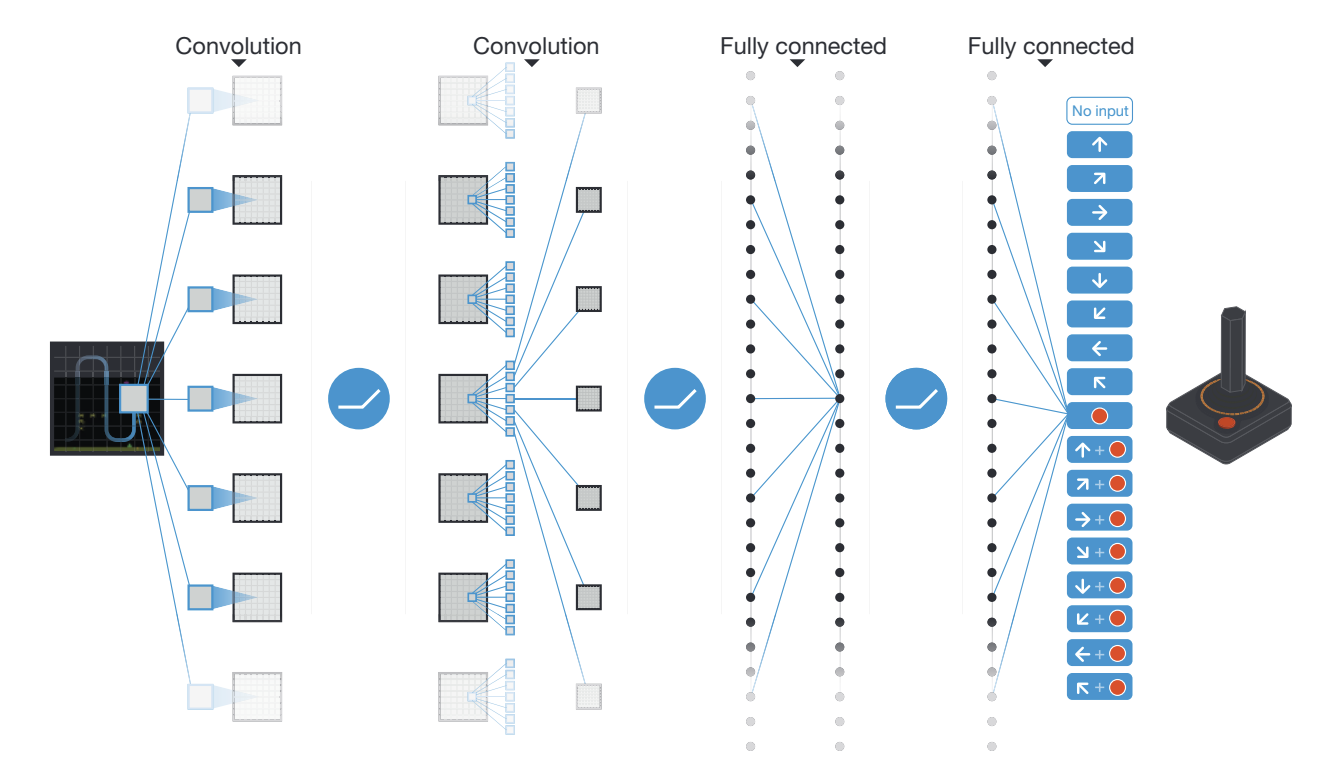 Convolution
Convolution
Fully connected
Fully connected
No input
+
+
+
+
+
+
+
+